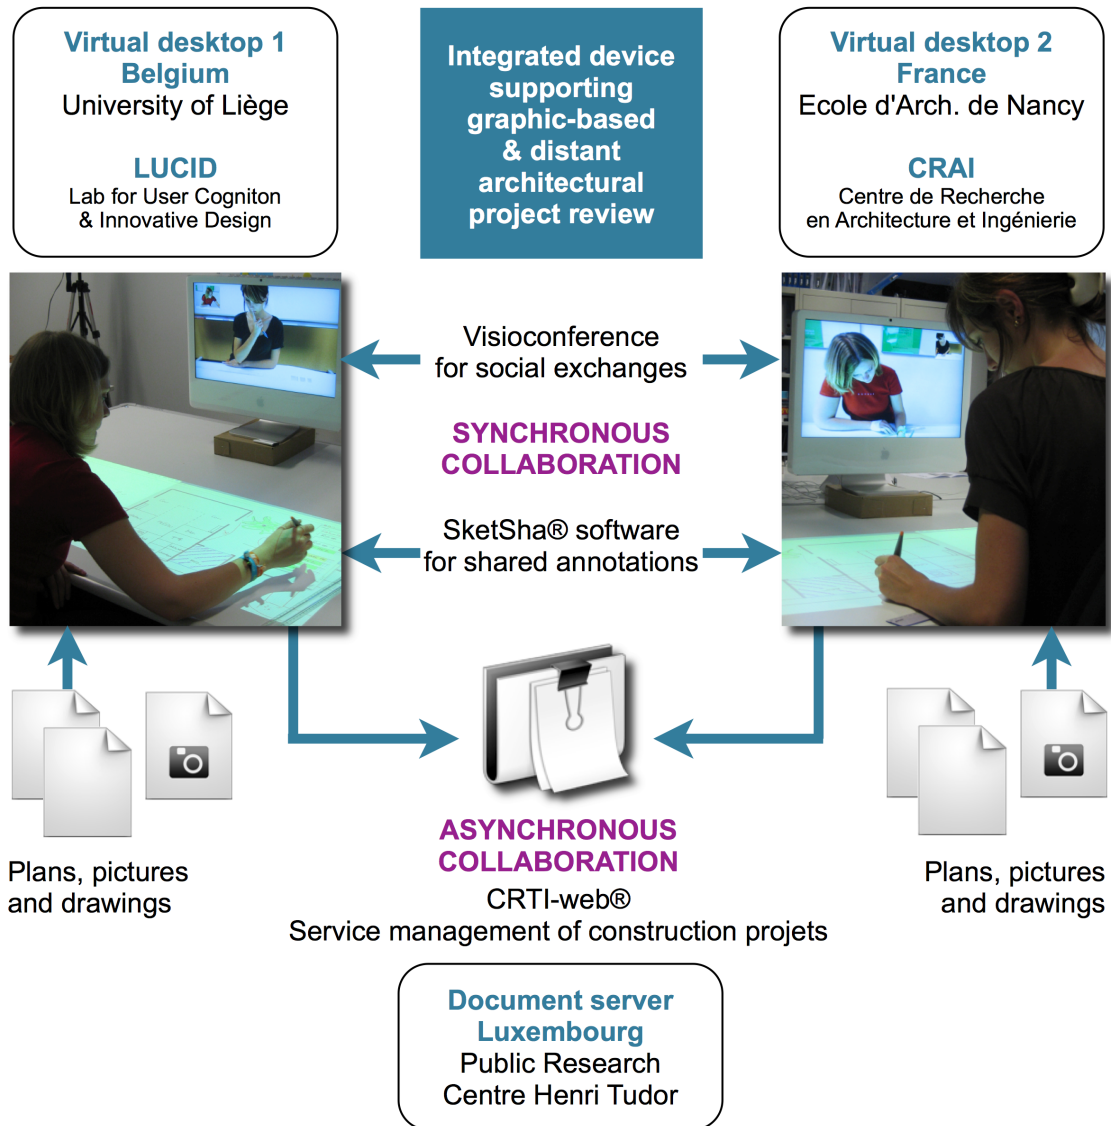 Virtual desktop 1
Belgium
University of Liège
LUCID
Lab for User Cogniton
& Innovative Design
Integrated device
supporting
graphic-based
& distant
architectural
project review
Virtual desktop 2
France
Ecole d'Arch. de Nancy
CRAI
Centre de Recherche
en Architecture et Ingénierie
Visioconference
for social exchanges
SYNCHRONOUS
COLLABORATION
SketSha® software
for shared annotations
Plans, pictures
and drawings
ASYNCHRONOUS
COLLABORATION
CRTI-web®
Service management of construction projets
Plans, pictures
and drawings
Document server
Luxembourg
Public Research
Centre Henri Tudor